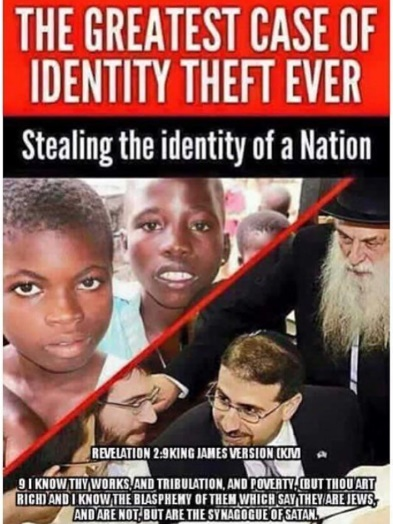 THE GREATEST CASE OF
IDENTITY THEFT EVER
Stealing the identity of a Nation
REVELATION 2:9KING JAMES VERSION (KJV)
9 I KNOW THY WORKS, AND TRIBULATION, AND POVERTY, (BUT THOU ART
RICH) AND I KNOW THE BLASPHEMY OF THEM WHICH SAY THEY ARE JEWS,
AND ARE NOT, BUT ARE THE SYNAGOGUE OF SATAN.